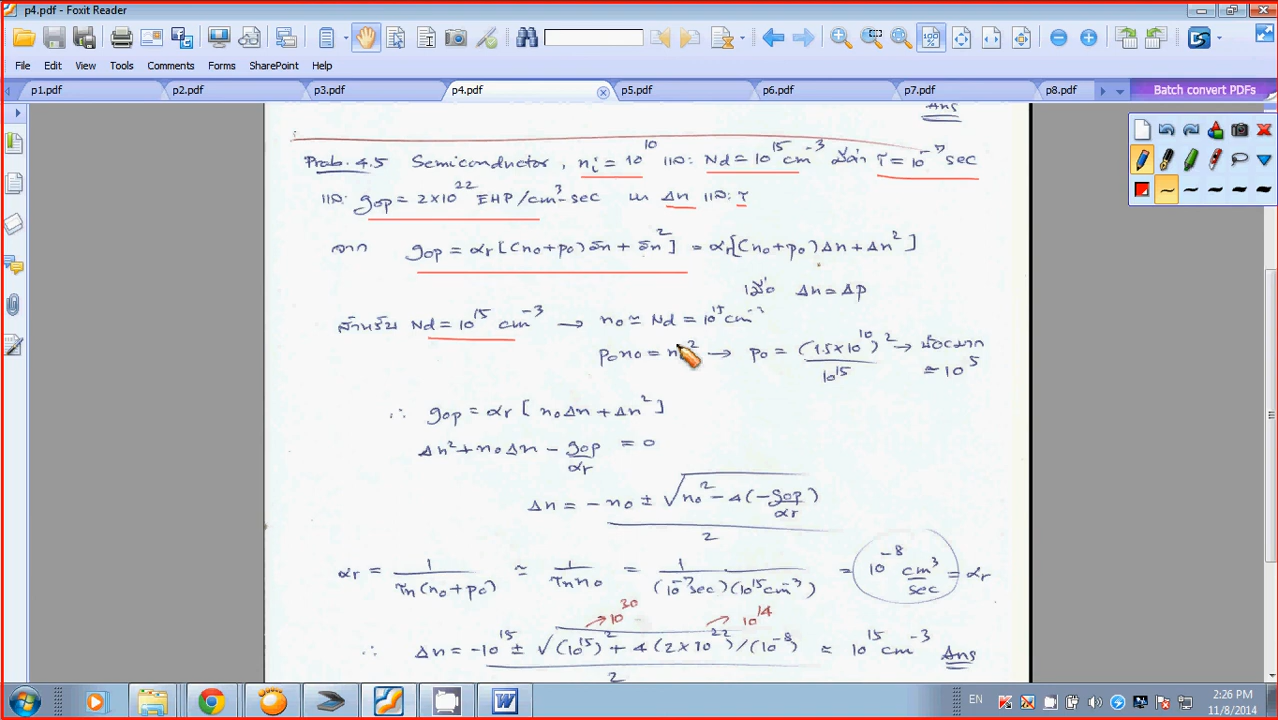 p4.pdf - Foxit Reader
File Edit View Tools Comments Forms SharePoint Help
p1.pdf p2.pdf p3.pdf p4.pdf p5.pdf p6.pdf p7.pdf p8.pdf Batch convert PDFs
Ans
Prob. 4.5 Semiconductor, ni = 10^10 และ Nd = 10^15 cm^-3 มีค่า τ = 10^-7 sec
และ gop = 2×10^22 EHP/cm^3-sec หา Δn และ τ
จาก gop = αr[(no+po)δn + δn^2] = αr[(no+po)Δn + Δn^2]
เมื่อ Δn = Δp
สำหรับ Nd = 10^15 cm^-3 → no ≃ Nd = 10^15 cm^-3
pono = ni^2 → po = (1.5×10^10)^2 / 10^15 → น้อยมาก ≃ 10^5
∴ gop = αr [ noΔn + Δn^2 ]
Δn^2 + noΔn - gop/αr = 0
Δn = -no ± √(no^2 - 4(-gop/αr)) / 2
αr = 1 / τn(no+po) ≃ 1 / τnno = 1 / (10^-7sec)(10^15cm^-3) = 10^-8 cm^3/sec = αr
→10^30 →10^14
∴ Δn = -10^15 ± √((10^15)^2 + 4(2×10^22)/(10^-8)) / 2 ≈ 10^15 cm^-3 Ans
EN 2:26 PM
11/8/2014